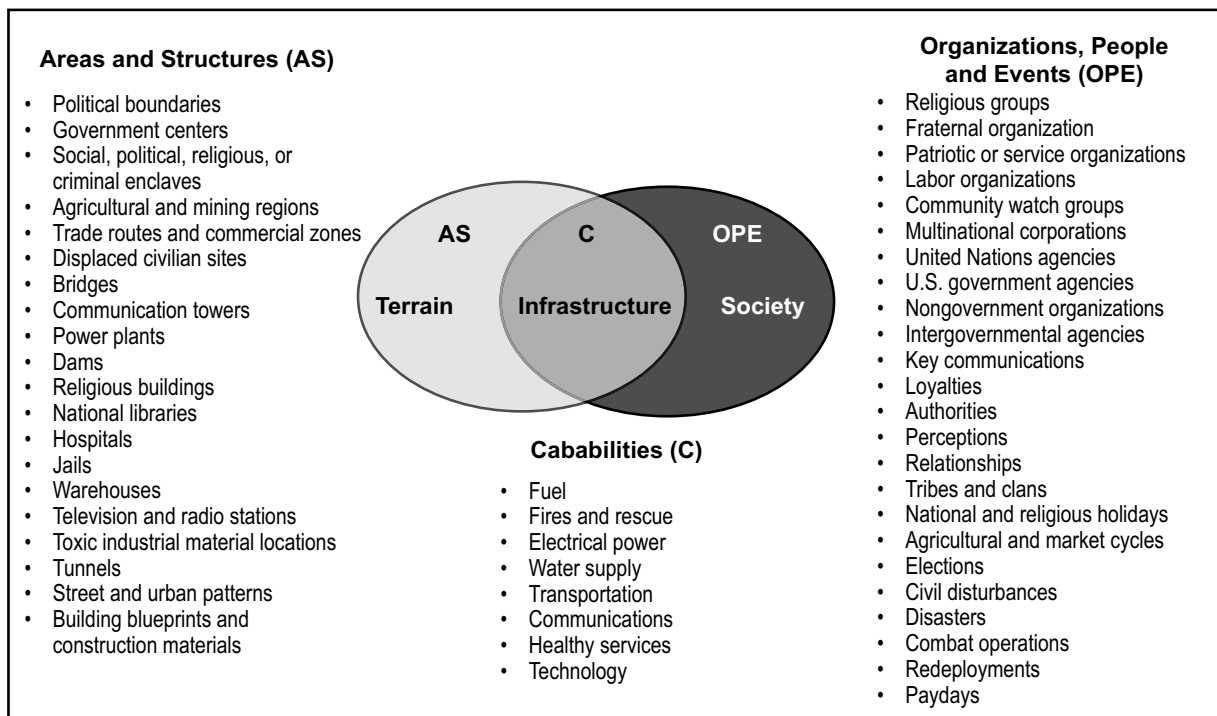 Areas and Structures (AS)
• Political boundaries
• Government centers
• Social, political, religious, or
criminal enclaves
• Agricultural and mining regions
• Trade routes and commercial zones
• Displaced civilian sites
• Bridges
• Communication towers
• Power plants
• Dams
• Religious buildings
• National libraries
• Hospitals
• Jails
• Warehouses
• Television and radio stations
• Toxic industrial material locations
• Tunnels
• Street and urban patterns
• Building blueprints and
construction materials
AS
C
OPE
Terrain
Infrastructure
Society
Cababilities (C)
• Fuel
• Fires and rescue
• Electrical power
• Water supply
• Transportation
• Communications
• Healthy services
• Technology
Organizations, People
and Events (OPE)
• Religious groups
• Fraternal organization
• Patriotic or service organizations
• Labor organizations
• Community watch groups
• Multinational corporations
• United Nations agencies
• U.S. government agencies
• Nongovernment organizations
• Intergovernmental agencies
• Key communications
• Loyalties
• Authorities
• Perceptions
• Relationships
• Tribes and clans
• National and religious holidays
• Agricultural and market cycles
• Elections
• Civil disturbances
• Disasters
• Combat operations
• Redeployments
• Paydays